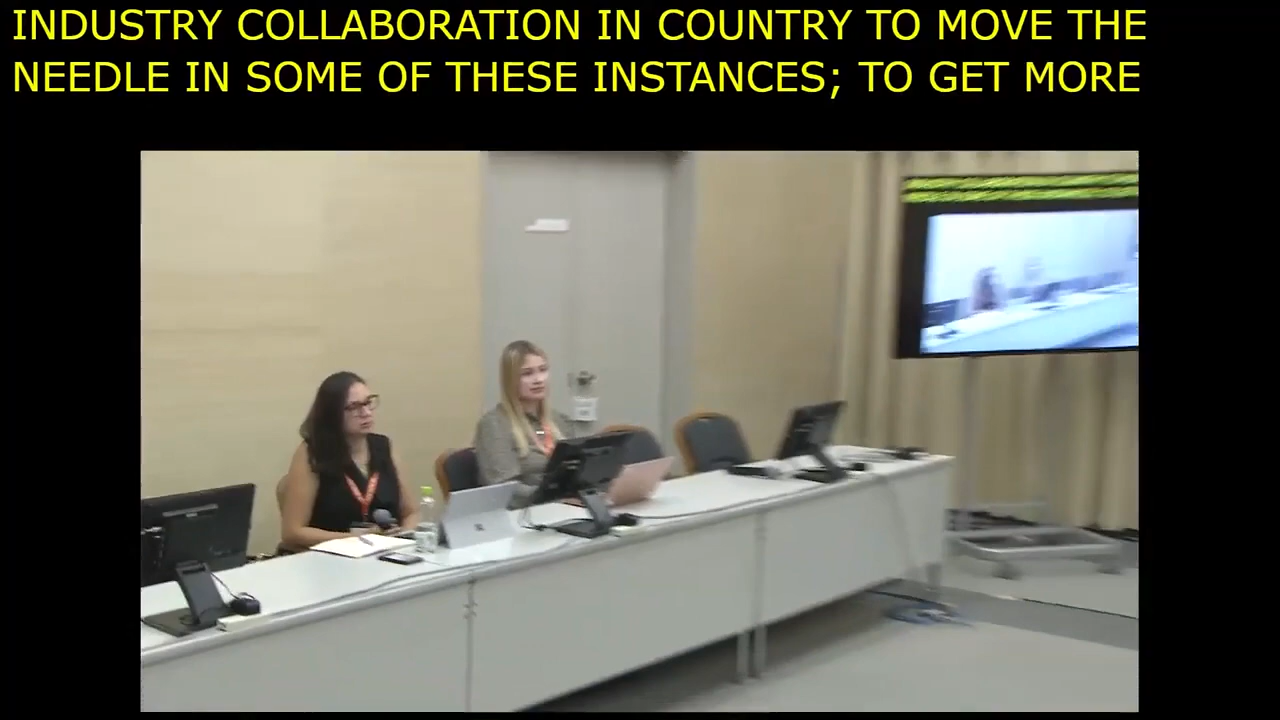 INDUSTRY COLLABORATION IN COUNTRY TO MOVE THE
NEEDLE IN SOME OF THESE INSTANCES; TO GET MORE